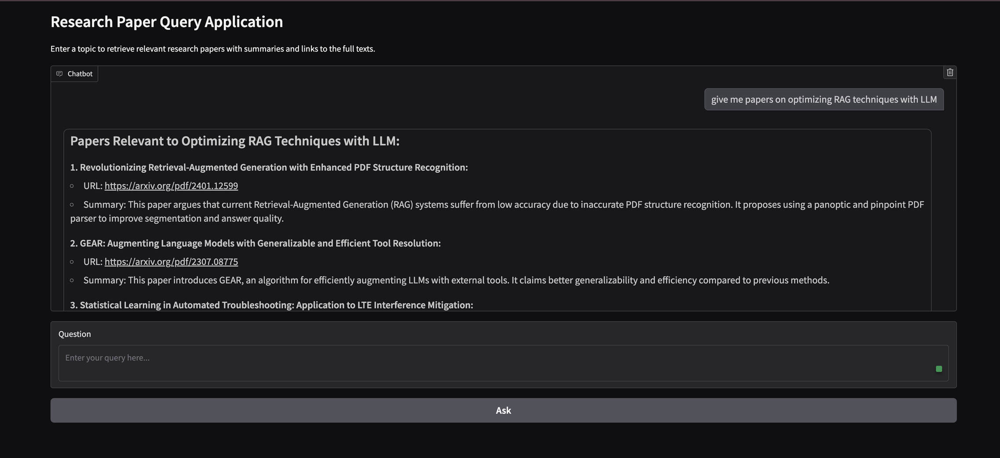 Research Paper Query Application
Enter a topic to retrieve relevant research papers with summaries and links to the full texts.
Chatbot
give me papers on optimizing RAG techniques with LLM
Papers Relevant to Optimizing RAG Techniques with LLM:
1. Revolutionizing Retrieval-Augmented Generation with Enhanced PDF Structure Recognition:
URL: https://arxiv.org/pdf/2401.12599
Summary: This paper argues that current Retrieval-Augmented Generation (RAG) systems suffer from low accuracy due to inaccurate PDF structure recognition. It proposes using a panoptic and pinpoint PDF
parser to improve segmentation and answer quality.
2. GEAR: Augmenting Language Models with Generalizable and Efficient Tool Resolution:
URL: https://arxiv.org/pdf/2307.08775
Summary: This paper introduces GEAR, an algorithm for efficiently augmenting LLMs with external tools. It claims better generalizability and efficiency compared to previous methods.
3. Statistical Learning in Automated Troubleshooting: Application to LTE Interference Mitigation:
Question
Enter your query here...
Ask